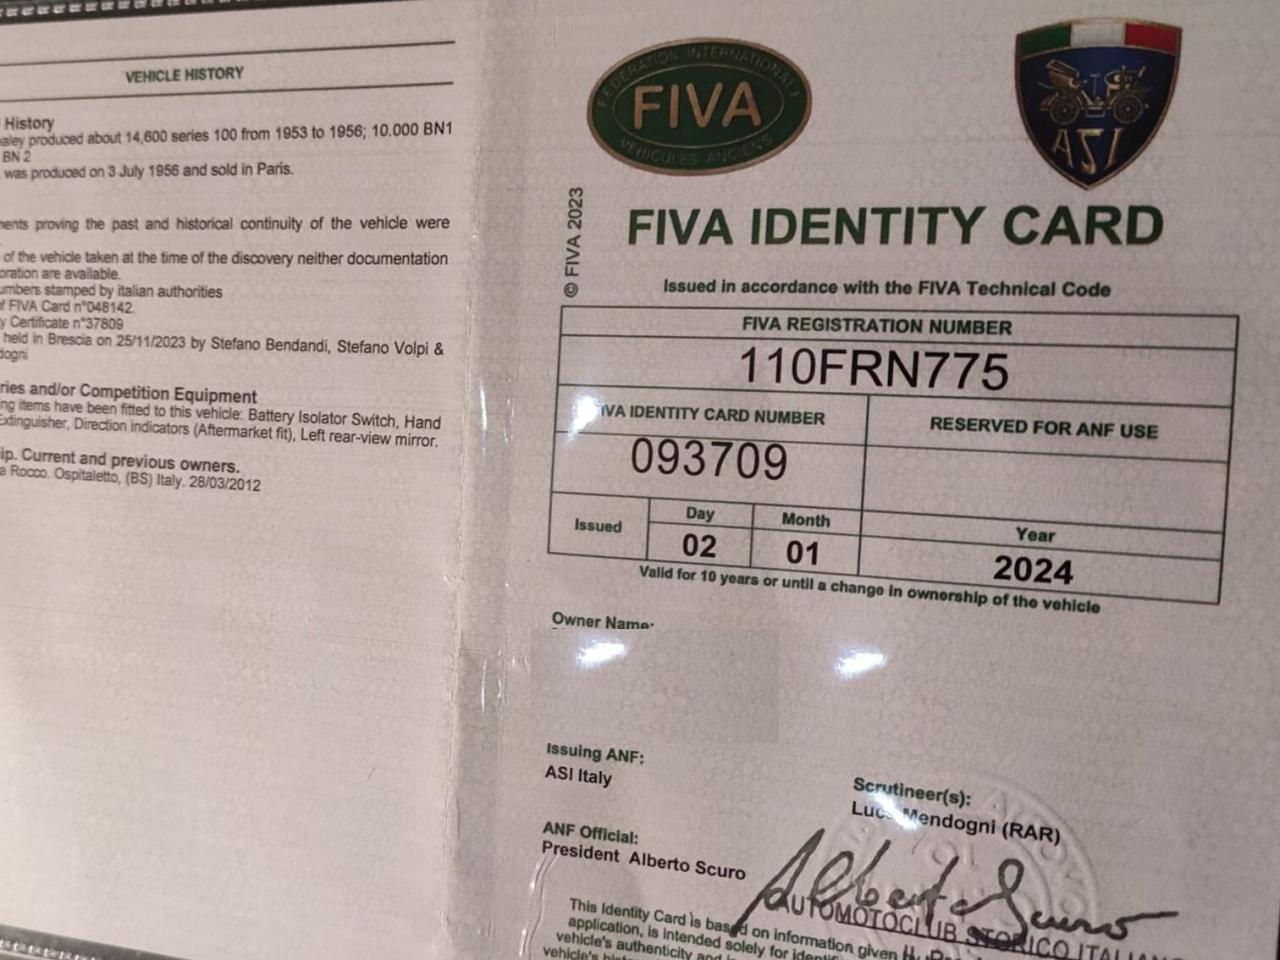 VEHICLE HISTORY
History
aley produced about 14,600 series 100 from 1953 to 1956; 10.000 BN1
BN 2
was produced on 3 July 1956 and sold in Paris.
ments proving the past and historical continuity of the vehicle were
of the vehicle taken at the time of the discovery neither documentation
oration are available.
umbers stamped by italian authorities
f FIVA Card n°048142.
y Certificate n°37809
held in Brescia on 25/11/2023 by Stefano Bendandi, Stefano Volpi &
dogni
ries and/or Competition Equipment
ng items have been fitted to this vehicle: Battery Isolator Switch, Hand
Extinguisher, Direction indicators (Aftermarket fit), Left rear-view mirror.
ip. Current and previous owners.
a Rocco. Ospitaletto, (BS) Italy. 28/03/2012
FEDERATION INTERNATIONALE
FIVA
VEHICULES ANCIENS
ASI
© FIVA 2023
FIVA IDENTITY CARD
Issued in accordance with the FIVA Technical Code
FIVA REGISTRATION NUMBER
110FRN775
FIVA IDENTITY CARD NUMBER
RESERVED FOR ANF USE
093709
Issued
Day
Month
Year
02
01
2024
Valid for 10 years or until a change in ownership of the vehicle
Owner Name:
Issuing ANF:
ASI Italy
Scrutineer(s):
Luca Mendogni (RAR)
ANF Official:
President Alberto Scuro
Alberto Scuro
AUTOMOTOCLUB STORICO ITALIAN
This Identity Card is based on information given
application, is intended solely for identi
vehicle's authenticity and
vehicle's his